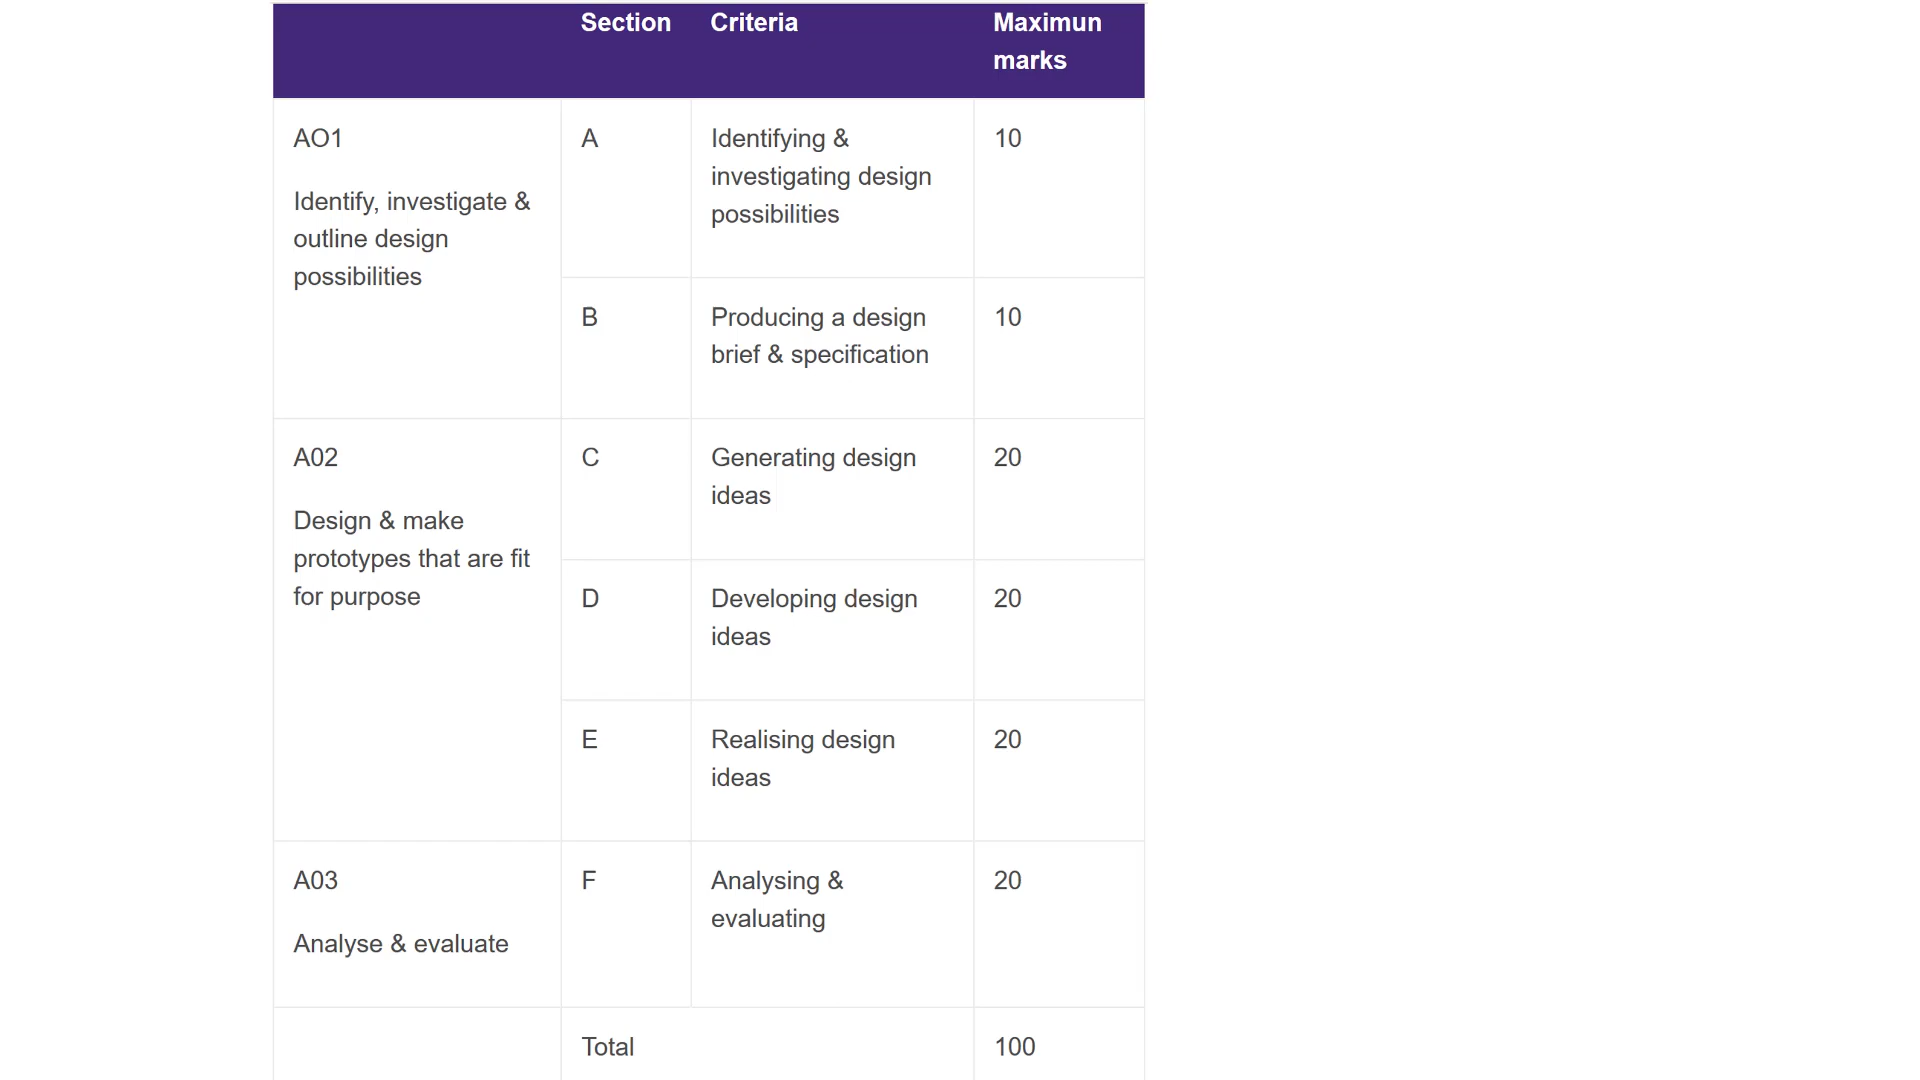 Section Criteria Maximun
marks
AO1 A Identifying & 10
investigating design
Identify, investigate &
possibilities
outline design
possibilities
B Producing a design 10
brief & specification
A02 C Generating design 20
ideas
Design & make
prototypes that are fit
for purpose
D Developing design 20
ideas
E Realising design 20
ideas
A03 F Analysing & 20
evaluating
Analyse & evaluate
Total 100